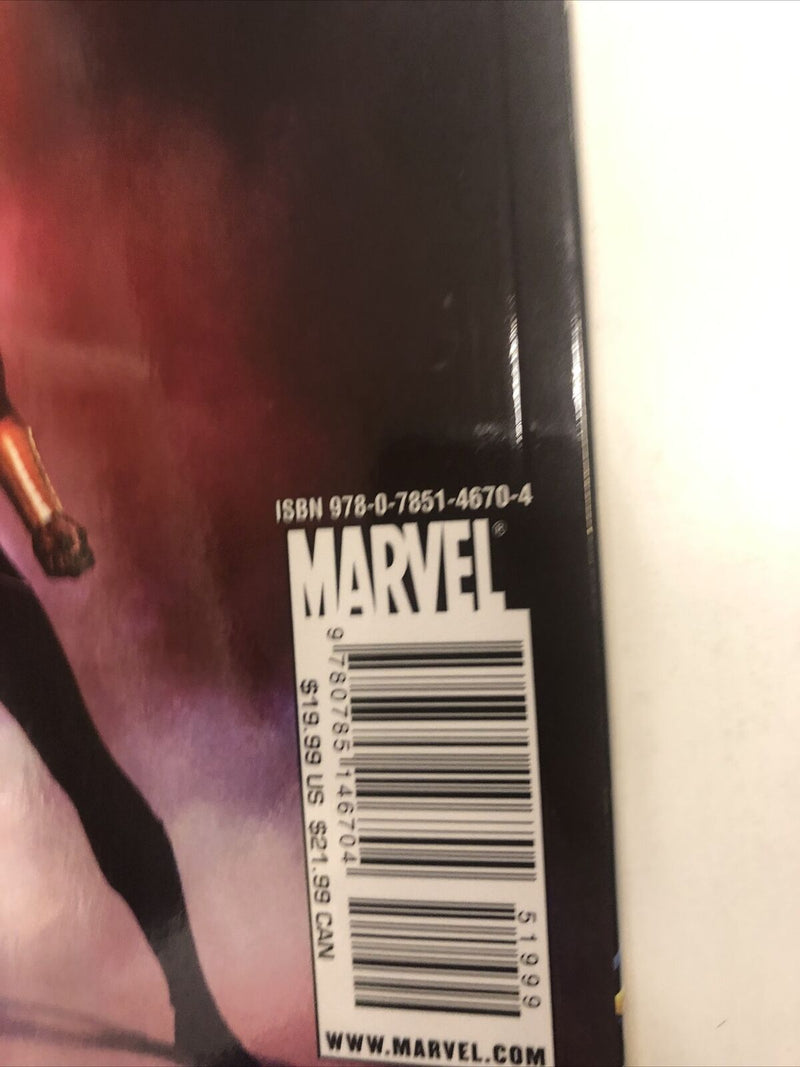 ISBN 978-0-7851-4670-4
MARVEL®
9 780785 146704
$19.99 US $21.99 CAN
51999
WWW.MARVEL.COM